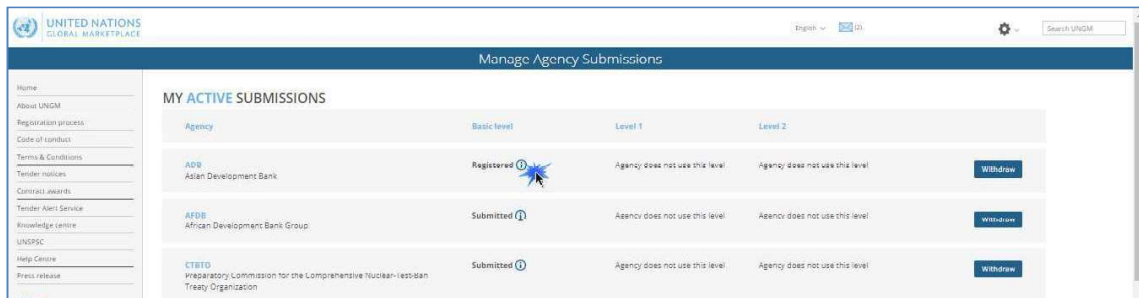 UNITED NATIONS
GLOBAL MARKETPLACE
English
(2)
Search UNGM
Manage Agency Submissions
Home
About UNGM
Registration process
Code of conduct
Terms & Conditions
Tender notices
Contract awards
Tender Alert Service
Knowledge centre
UNSPSC
Help Centre
Press release
MY ACTIVE SUBMISSIONS
Agency Basic level Level 1 Level 2
ADB Registered Agency does not use this level Agency does not use this level Withdraw
Asian Development Bank
AFDB Submitted Agency does not use this level Agency does not use this level Withdraw
African Development Bank Group
CTBTO Submitted Agency does not use this level Agency does not use this level Withdraw
Preparatory Commission for the Comprehensive Nuclear-Test-Ban
Treaty Organization